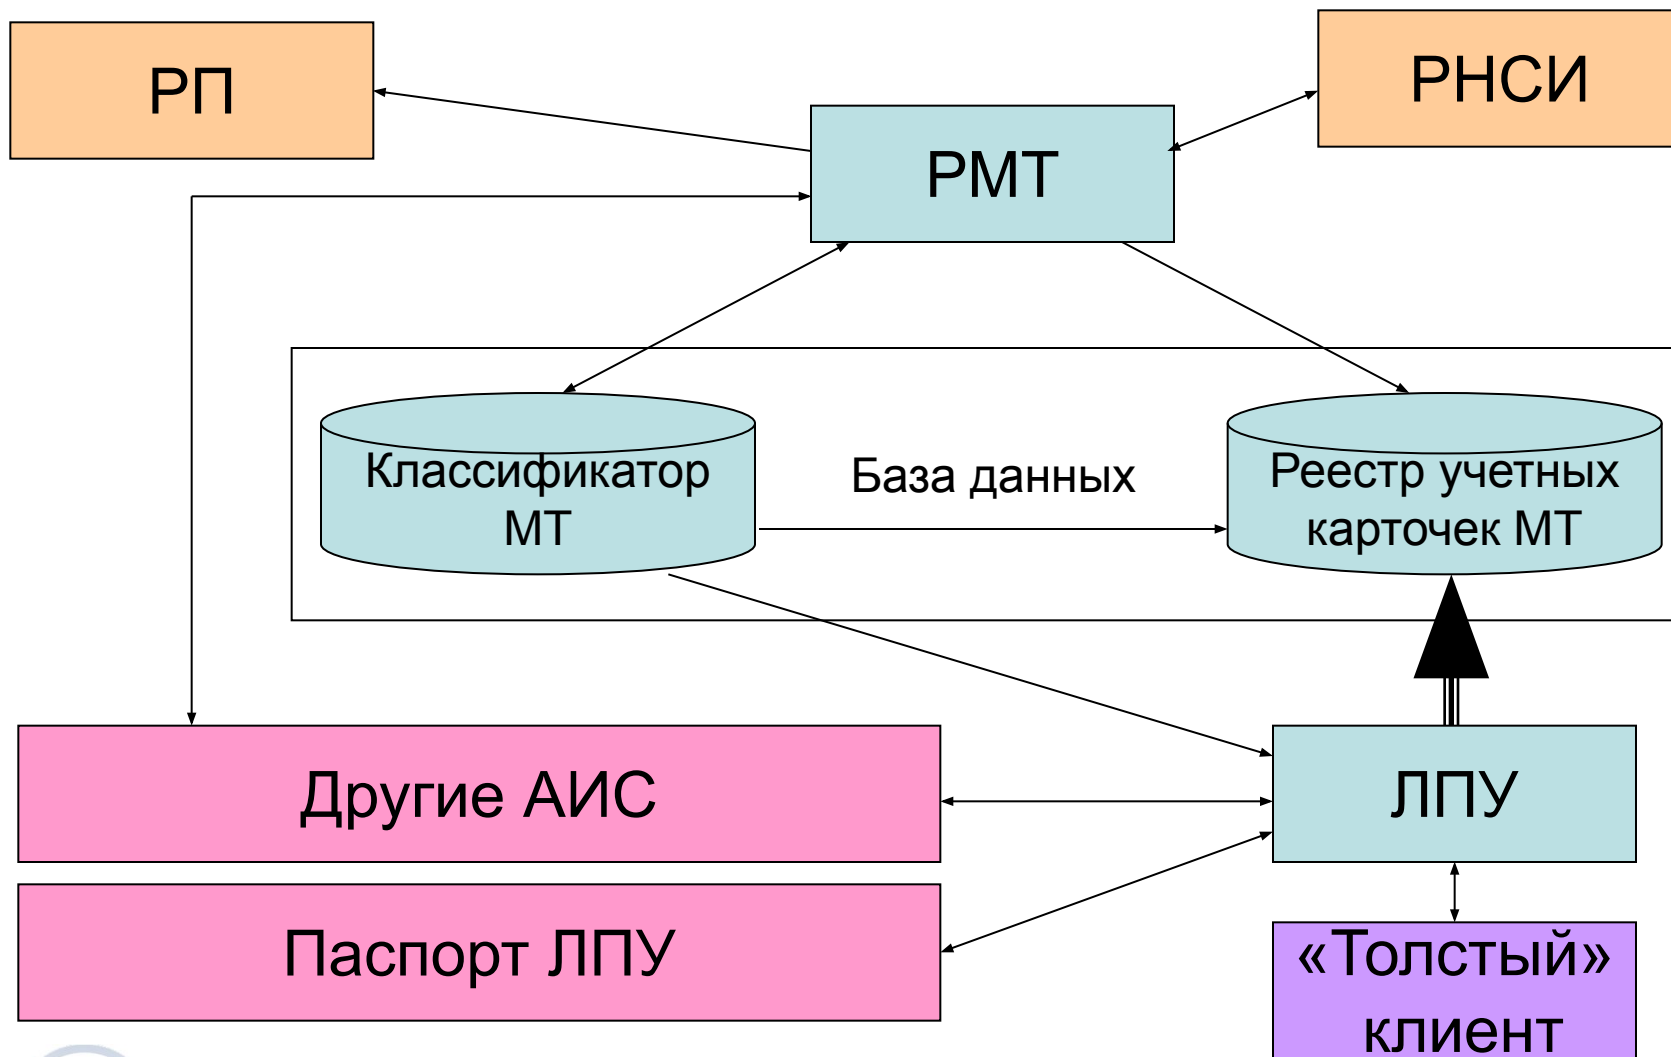 РП
РНСИ
РМТ
Классификатор
МТ
База данных
Реестр учетных
карточек МТ
Другие АИС
ЛПУ
Паспорт ЛПУ
«Толстый»
клиент